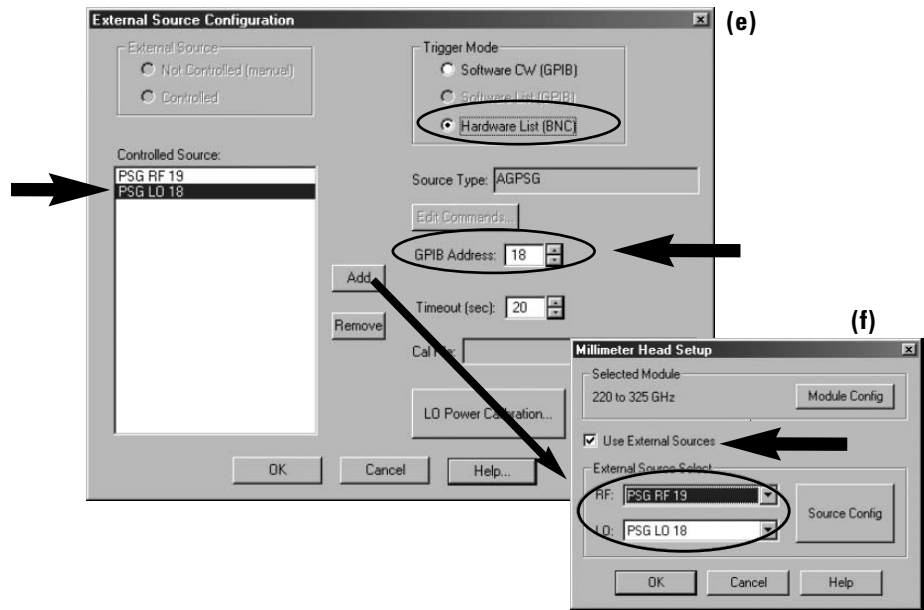 External Source Configuration
(e)
External Source
Not Controlled (manual)
Controlled
Trigger Mode
Software CW (GPIB)
Software List (GPIB)
Hardware List (BNC)
Controlled Source:
PSG RF 19
PSG LO 18
Source Type: AGPSG
Edit Commands...
GPIB Address: 18
Add
Timeout (sec): 20
Remove
LO Power Calibration...
OK
Cancel
Help...
(f)
Millimeter Head Setup
Selected Module
220 to 325 GHz
Module Config
Use External Sources
External Source Select
RF: PSG RF 19
LO: PSG LO 18
Source Config
OK
Cancel
Help